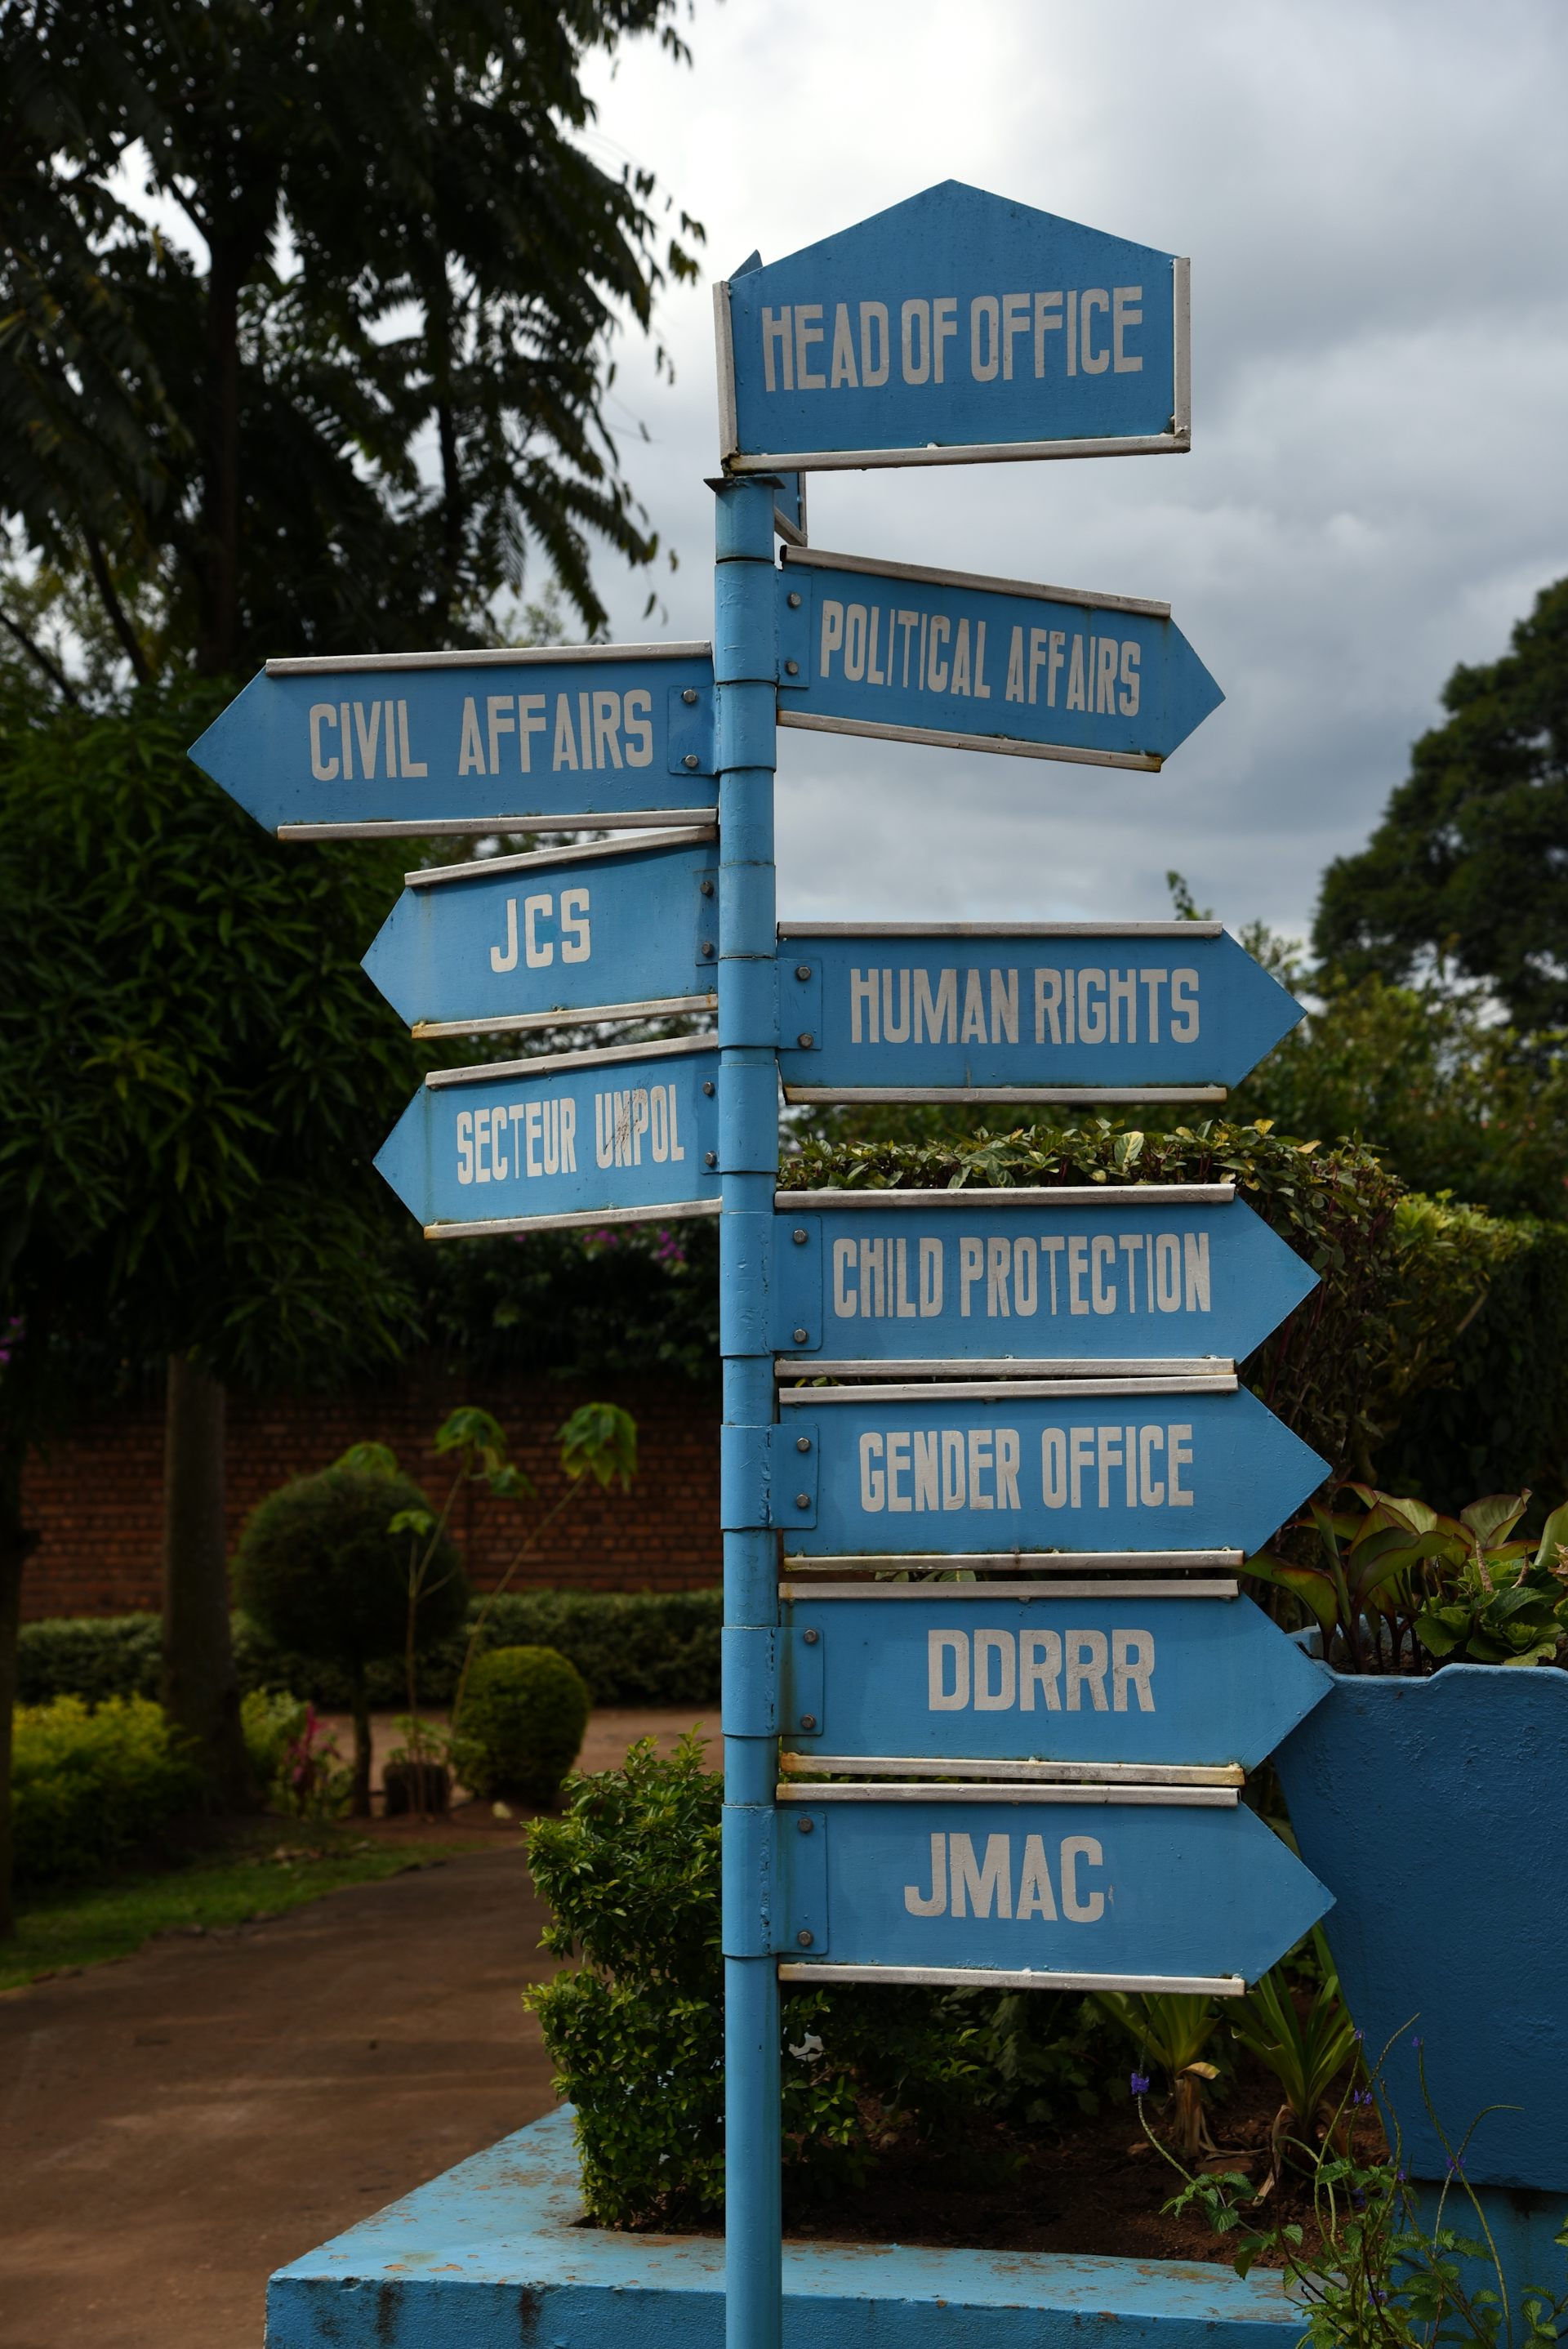 HEAD OF OFFICE
POLITICAL AFFAIRS
CIVIL AFFAIRS
JCS
HUMAN RIGHTS
SECTEUR UNPOL
CHILD PROTECTION
GENDER OFFICE
DDRRR
JMAC